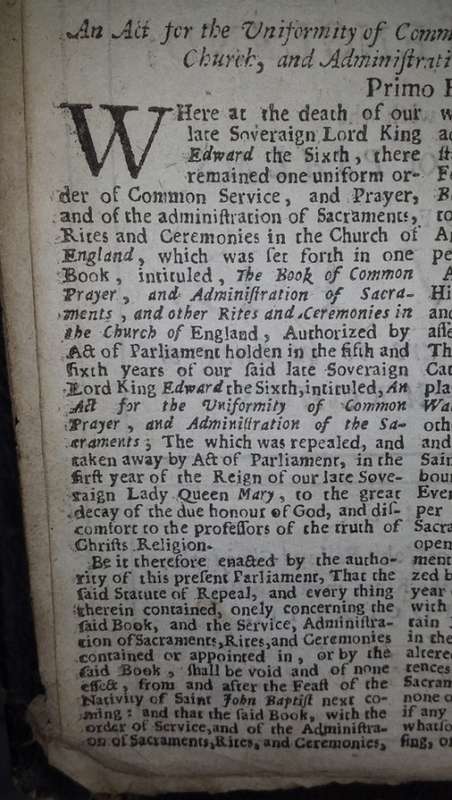 An Act for the Uniformity of
Church, and
Primo
WHere at the death of our
late Soveraign Lord King
Edward the Sixth, there
remained one uniform or-
der of Common Service, and Prayer,
and of the adminiſtration of Sacraments,
Rites and Ceremonies in the Church of
England, which was ſet forth in one
Book, intituled, The Book of Common
Prayer, and Adminiſtration of Sacra-
ments, and other Rites and Ceremonies in
the Church of England, Authorized by
Act of Parliament holden in the fifth and
ſixth years of our ſaid late Soveraign
Lord King Edward the Sixth, intituled, An
Act for the Uniformity of Common
Prayer, and Adminiſtration of the Sa-
craments; The which was repealed, and
taken away by Act of Parliament, in the
firſt year of the Reign of our late Sove-
raign Lady Queen Mary, to the great
decay of the due honour of God, and diſ-
comfort to the profeſſors of the truth of
Chriſts Religion.
Be it therefore enacted by the autho-
rity of this preſent Parliament, That the
ſaid Statute of Repeal, and every thing
therein contained, onely concerning the
ſaid Book, and the Service, Adminiſtra-
tion of Sacraments, Rites, and Ceremonies
contained or appointed in, or by the
ſaid Book, ſhall be void and of none
effect, from and after the Feaſt of the
Nativity of Saint John Baptiſt next co-
ming: and that the ſaid Book, with the
order of Service, and of the Adminiſtra-
on of Sacraments, Rites, and Ceremonies,